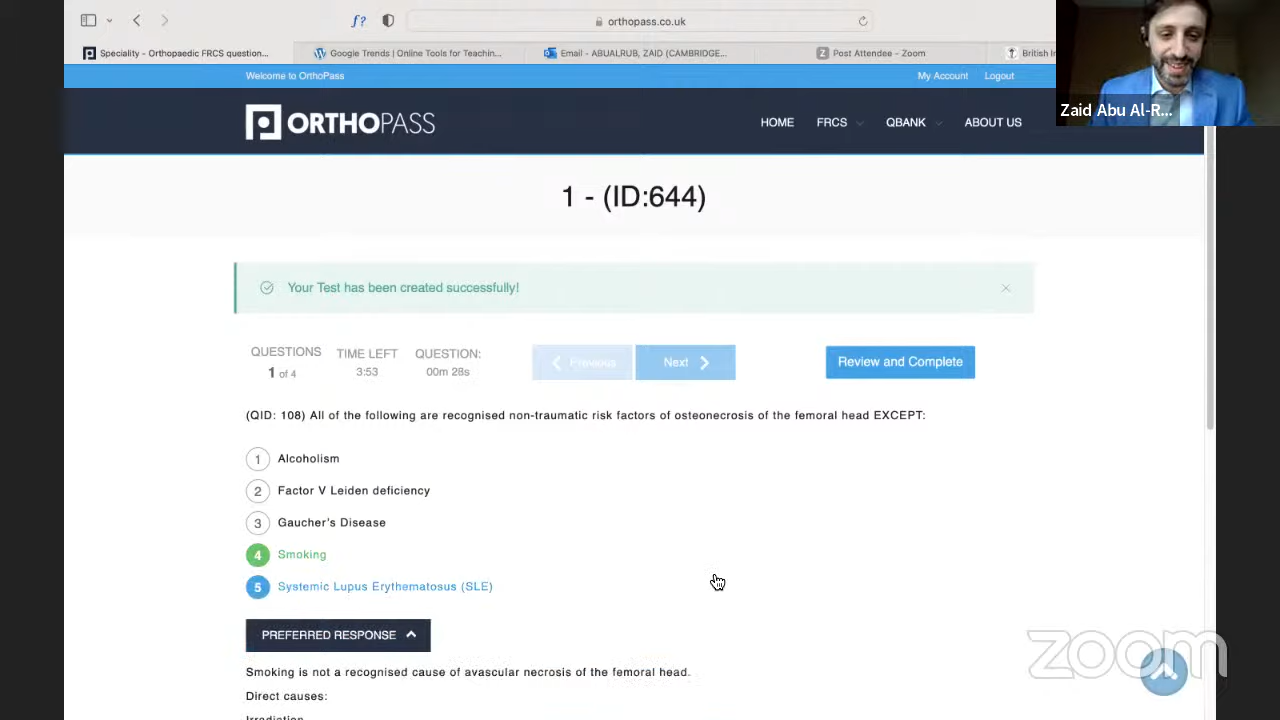 f?
orthopass.co.uk
Speciality - Orthopaedic FRCS question...
Google Trends | Online Tools for Teachin...
Email - ABUALRUB, ZAID (CAMBRIDGE...
Post Attendee - Zoom
British In
Zaid Abu Al-R...
Welcome to OrthoPass
My Account
Logout
ORTHOPASS
HOME
FRCS
QBANK
ABOUT US
1 - (ID:644)
Your Test has been created successfully!
QUESTIONS
1 of 4
TIME LEFT
3:53
QUESTION:
00m 28s
Previous
Next
Review and Complete
(QID: 108) All of the following are recognised non-traumatic risk factors of osteonecrosis of the femoral head EXCEPT:
1 Alcoholism
2 Factor V Leiden deficiency
3 Gaucher's Disease
4 Smoking
5 Systemic Lupus Erythematosus (SLE)
PREFERRED RESPONSE
Smoking is not a recognised cause of avascular necrosis of the femoral head.
Direct causes:
Irradiation
zoom